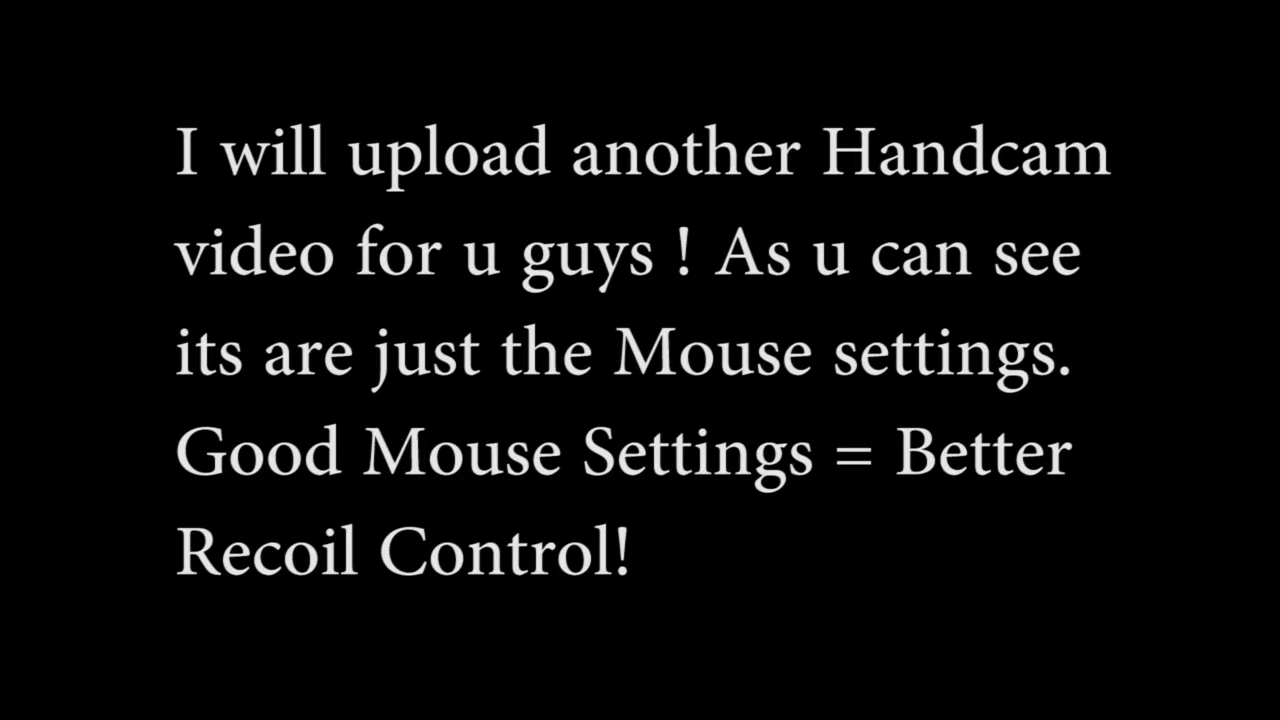 I will upload another Handcam
video for u guys ! As u can see
its are just the Mouse settings.
Good Mouse Settings = Better
Recoil Control!